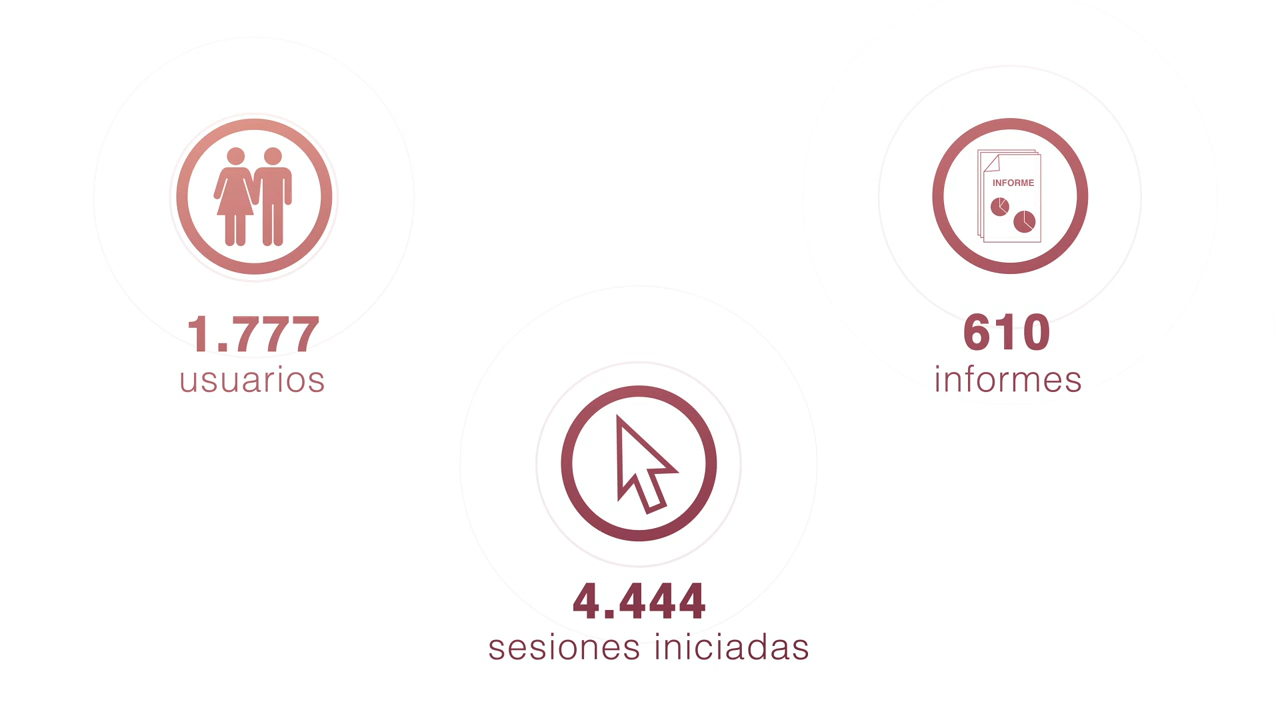 1.777
usuarios
INFORME
610
informes
4.444
sesiones iniciadas